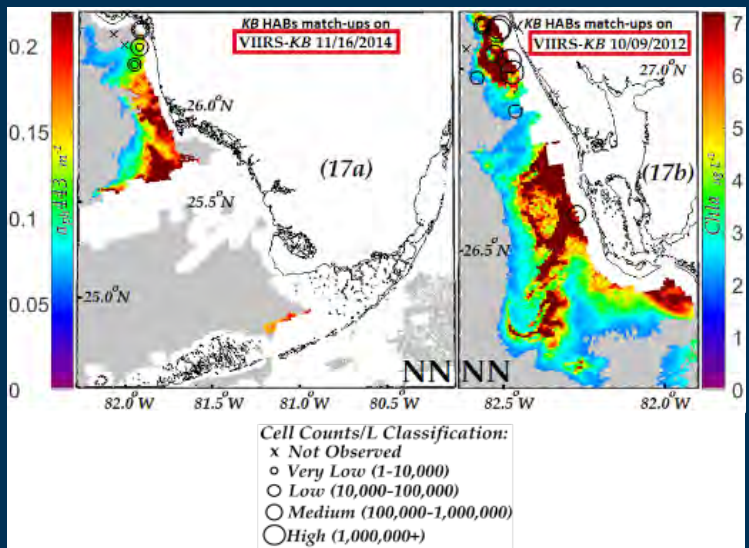 KB HABs match-ups on
VIIRS-KB 11/16/2014
KB HABs match-ups on
VIIRS-KB 10/09/2012
0.2
0.15
0.1
0.05
0
m⁻¹
26.0°N
25.5°N
25.0°N
(17a)
NN
82.0°W
81.5°W
81.0°W
80.5°W
27.0°N
26.5°N
(17b)
NN
82.5°W
82.0°W
7
6
5
4
3
2
1
0
Cell Counts/L Classification:
x Not Observed
o Very Low (1-10,000)
O Low (10,000-100,000)
O Medium (100,000-1,000,000)
O High (1,000,000+)